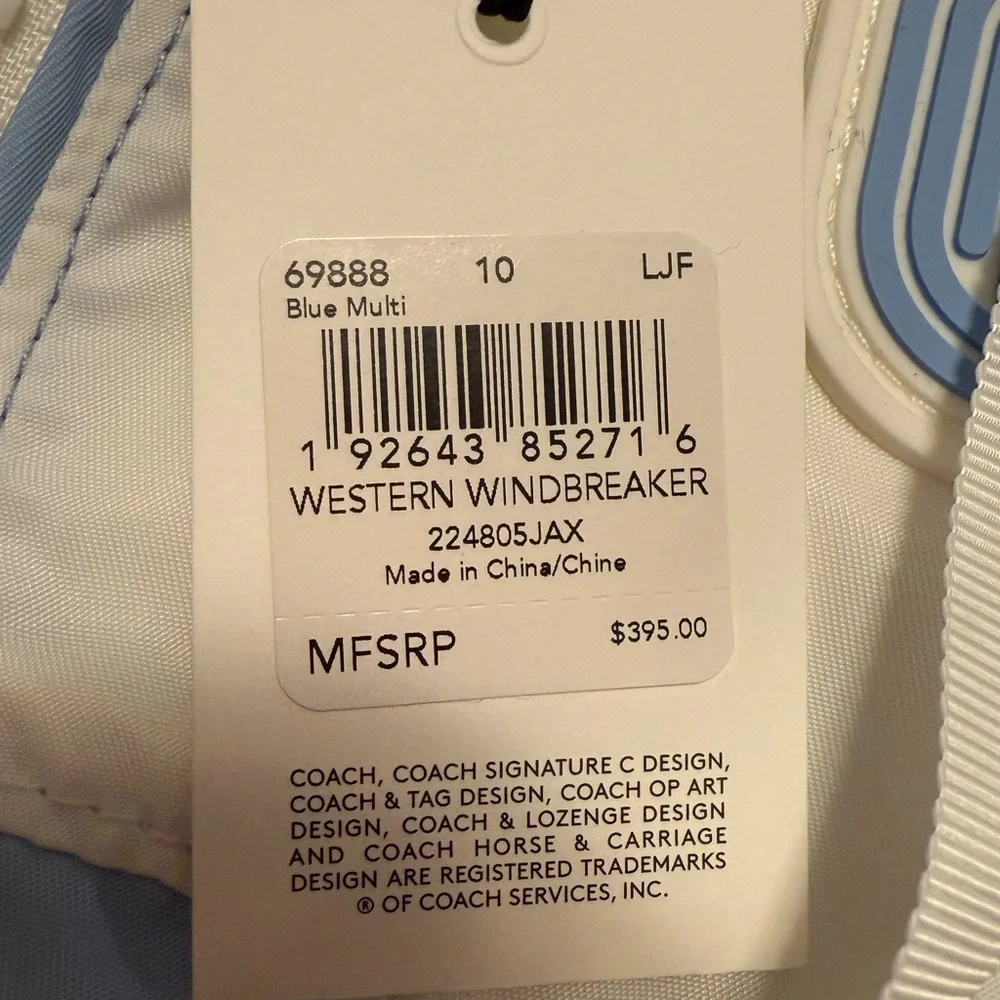 69888 10 LJF
Blue Multi
1 92643 85271 6
WESTERN WINDBREAKER
224805JAX
Made in China/Chine
MFSRP $395.00
COACH, COACH SIGNATURE C DESIGN,
COACH & TAG DESIGN, COACH OP ART
DESIGN, COACH & LOZENGE DESIGN
AND COACH HORSE & CARRIAGE
DESIGN ARE REGISTERED TRADEMARKS
® OF COACH SERVICES, INC.